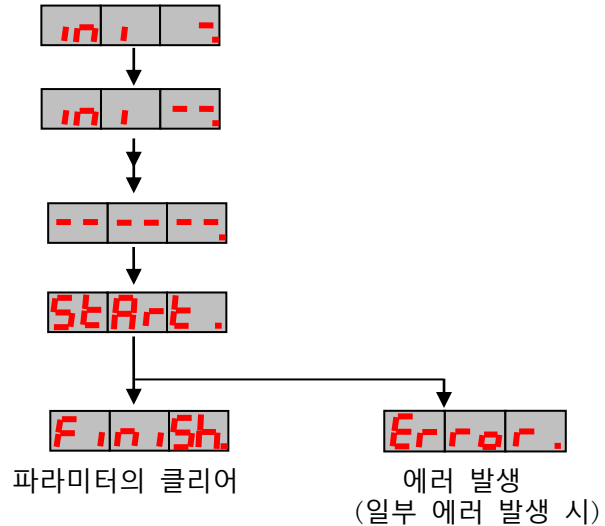 ini -.
ini --.
------.
StArt .
FiniSh.
Error.
파라미터의 클리어
에러 발생
(일부 에러 발생 시)